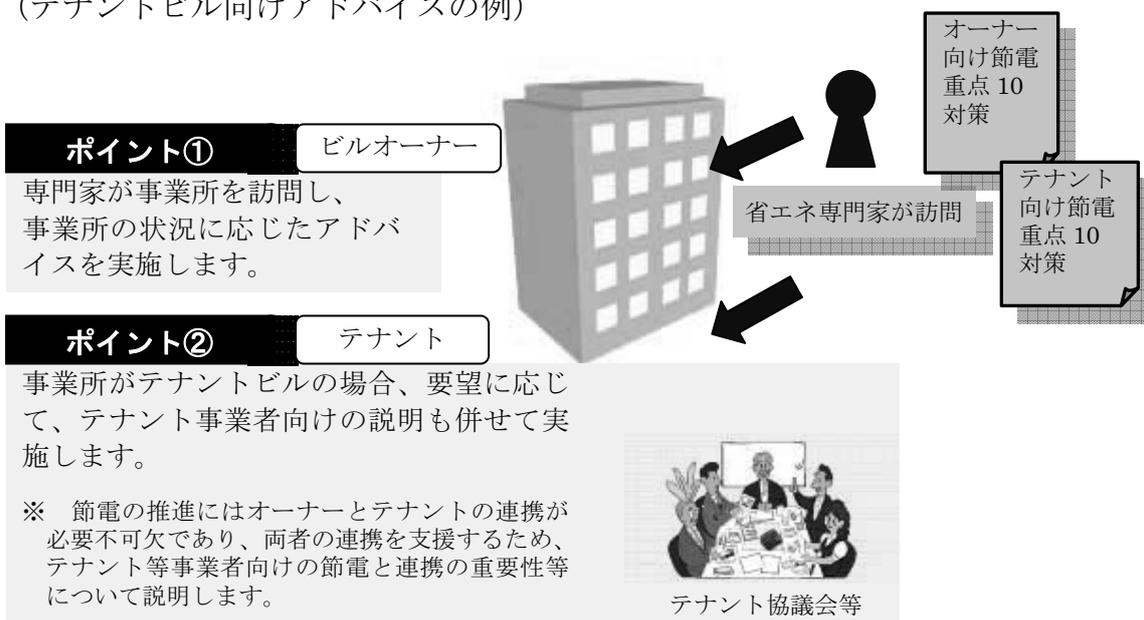 （テナントビル向けアドバイスの例）
オーナー
向け節電
重点 10
対策
テナント
向け節電
重点 10
対策
省エネ専門家が訪問
ポイント①
ビルオーナー
専門家が事業所を訪問し、
事業所の状況に応じたアドバ
イスを実施します。
ポイント②
テナント
事業所がテナントビルの場合、要望に応じ
て、テナント事業者向けの説明も併せて実
施します。
※　節電の推進にはオーナーとテナントの連携が
必要不可欠であり、両者の連携を支援するため、
テナント等事業者向けの節電と連携の重要性等
について説明します。
テナント協議会等